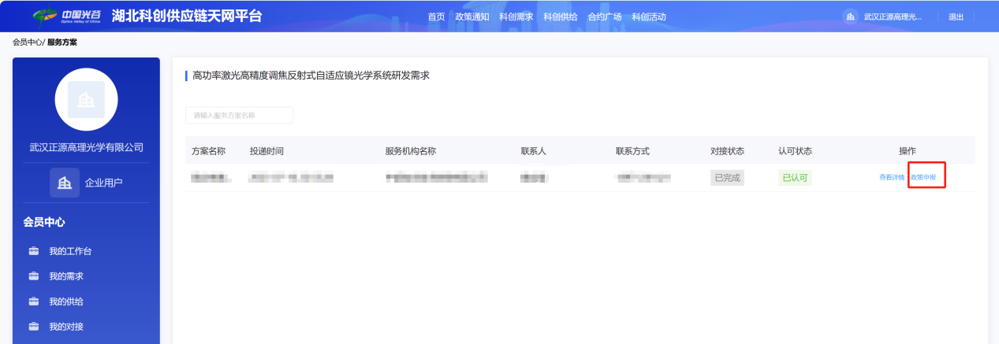 中国光谷 湖北科创供应链天网平台 首页 政策通知 科创需求 科创供给 合约广场 科创活动 武汉正源高理光... 退出
Optics Valley of China
会员中心/ 服务方案
高功率激光高精度调焦反射式自适应镜光学系统研发需求
请输入服务方案名称
武汉正源高理光学有限公司
企业用户
会员中心
我的工作台
我的需求
我的供给
我的对接
方案名称 投递时间 服务机构名称 联系人 联系方式 对接状态 认可状态 操作
已完成 已认可 查看详情 政策申报